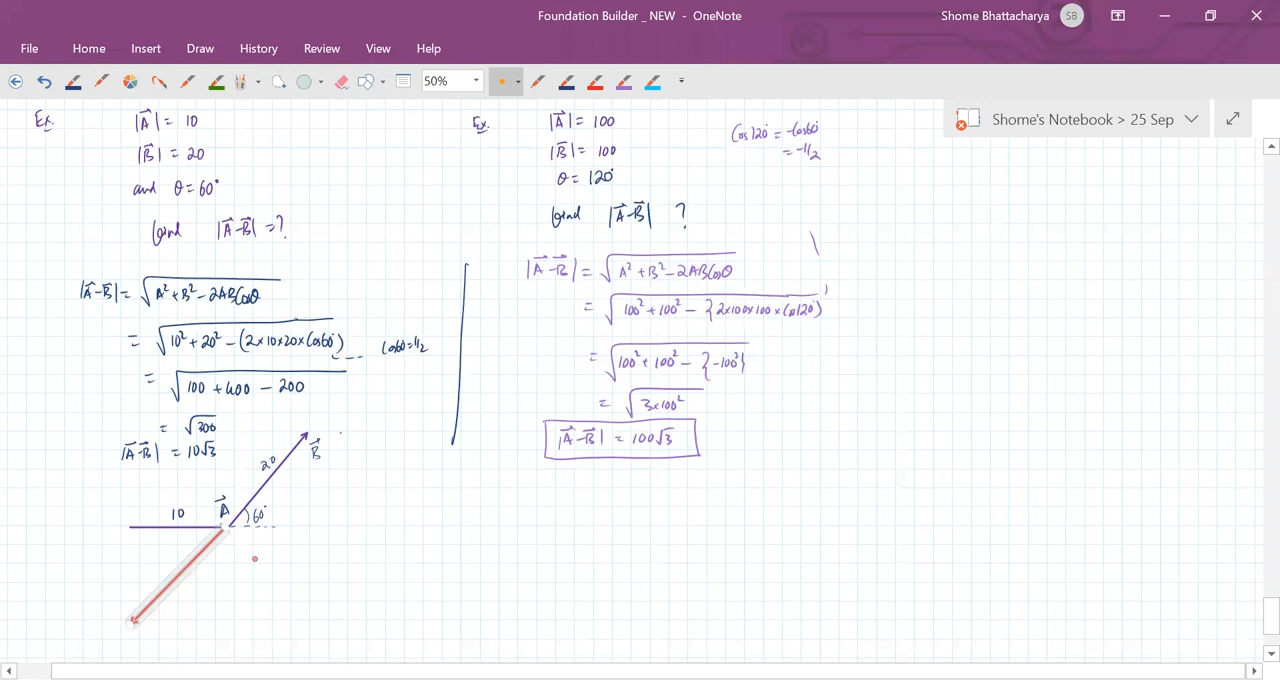 Foundation Builder _ NEW - OneNote
Shome Bhattacharya
SB
File Home Insert Draw History Review View Help
50%
Shome's Notebook > 25 Sep
Ex.
|A⃗| = 10
|B⃗| = 20
and θ = 60°
find |A⃗-B⃗| = ?
|A⃗-B⃗| = √A² + B² - 2ABCosθ
= √10² + 20² - (2×10×20×Cos60°)
Cos60 = 1/2
= √100 + 400 - 200
= √300
|A⃗-B⃗| = 10√3
10
A⃗
20
B⃗
60°
Ex.
|A⃗| = 100
|B⃗| = 100
θ = 120°
find |A⃗-B⃗| ?
Cos120° = -Cos60°
= -1/2
|A⃗-B⃗| = √A² + B² - 2ABCosθ
= √100² + 100² - {2×100×100×Cos120°}
= √100² + 100² - {-100²}
= √3×100²
|A⃗-B⃗| = 100√3